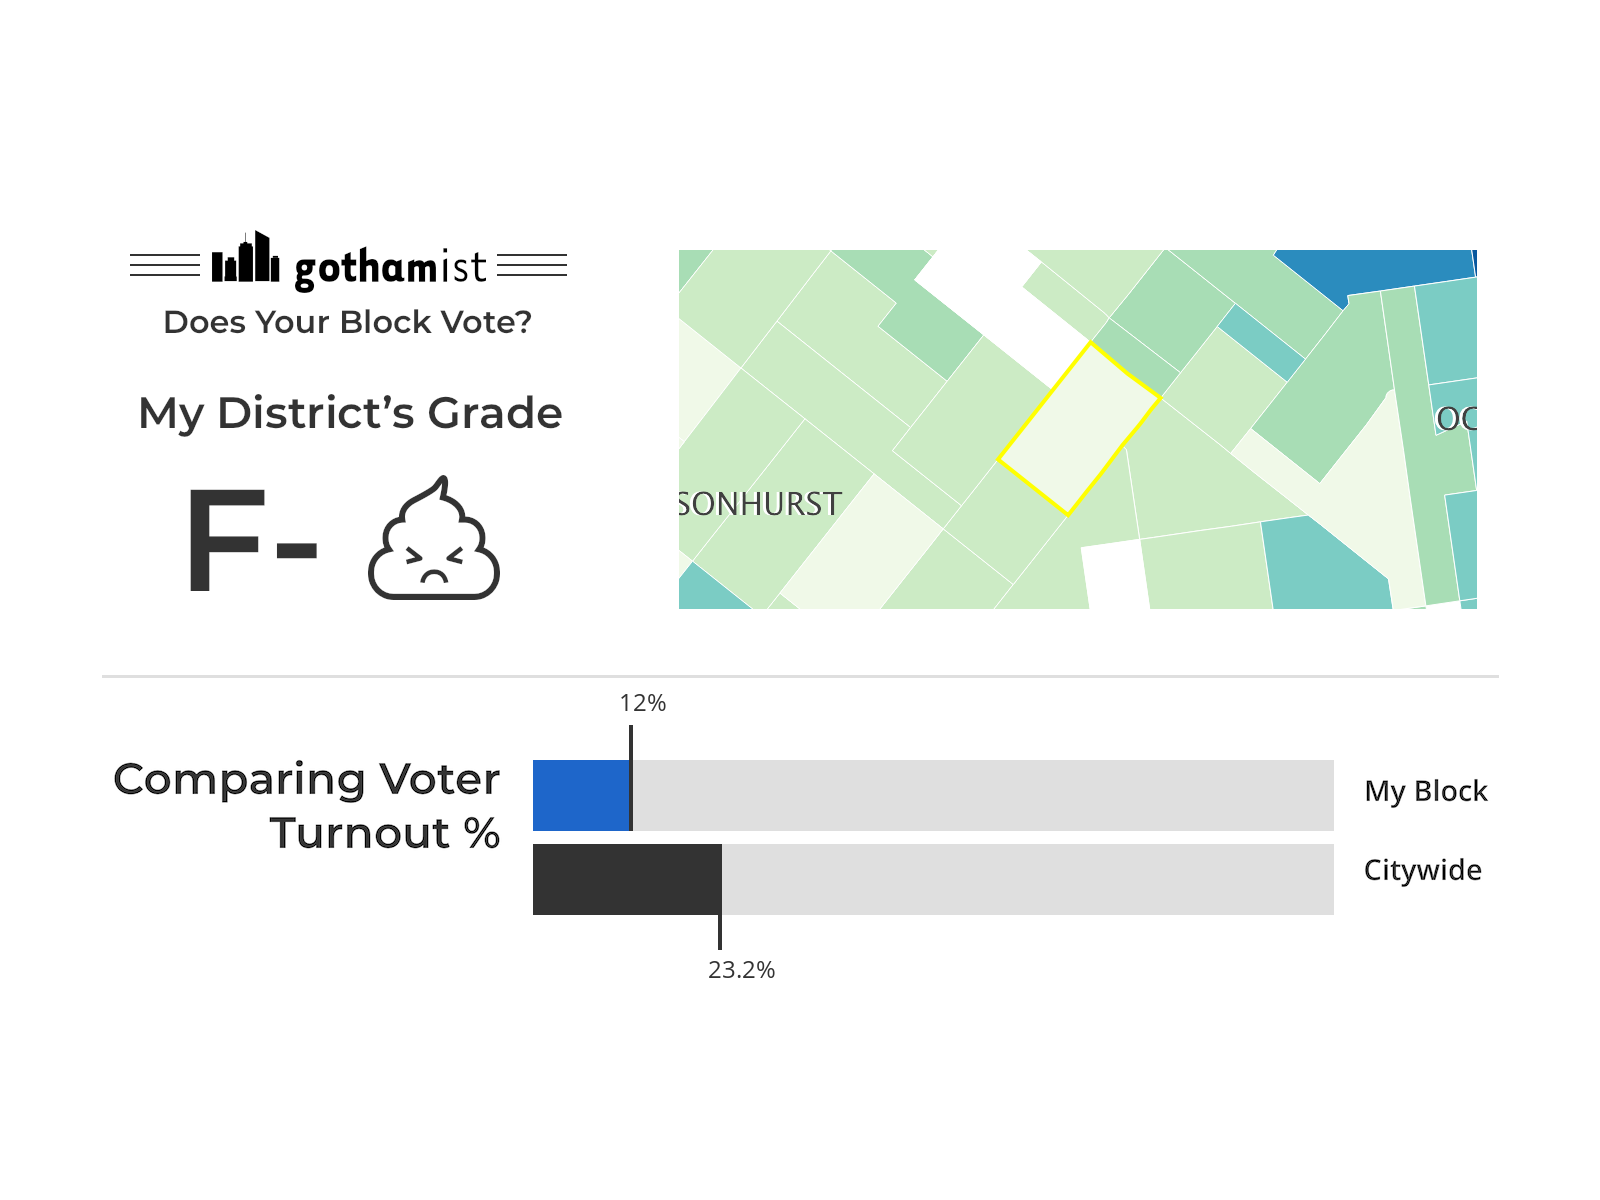 gothamist
Does Your Block Vote?
My District's Grade
F-
SONHURST
OC
12%
Comparing Voter
Turnout %
My Block
Citywide
23.2%